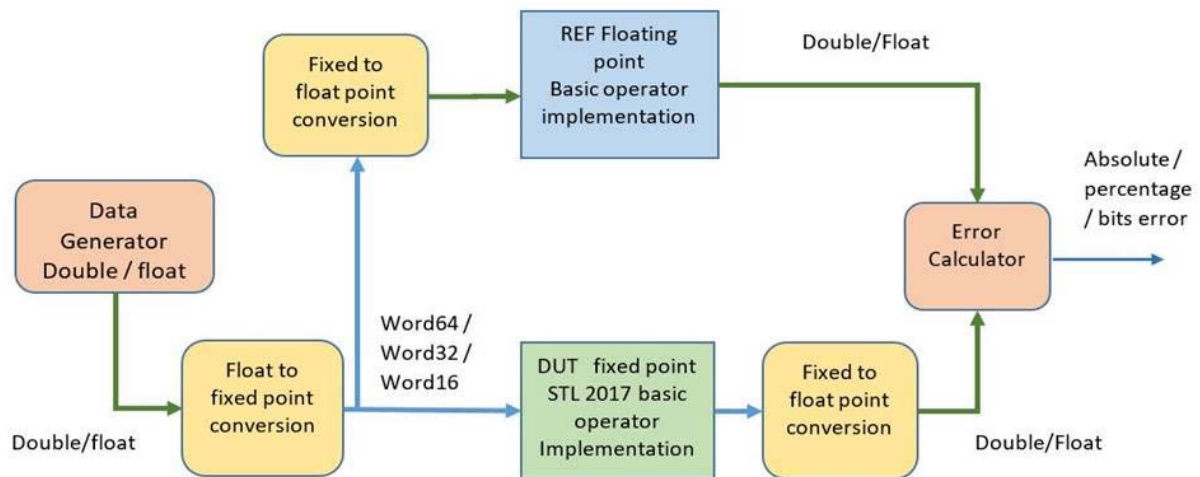 REF Floating
point
Basic operator
implementation
Double/Float
Fixed to
float point
conversion
Absolute /
percentage
/ bits error
Data
Generator
Double / float
Error
Calculator
Word64 /
Word32 /
Word16
Float to
fixed point
conversion
DUT fixed point
STL 2017 basic
operator
Implementation
Fixed to
float point
conversion
Double/float
Double/Float